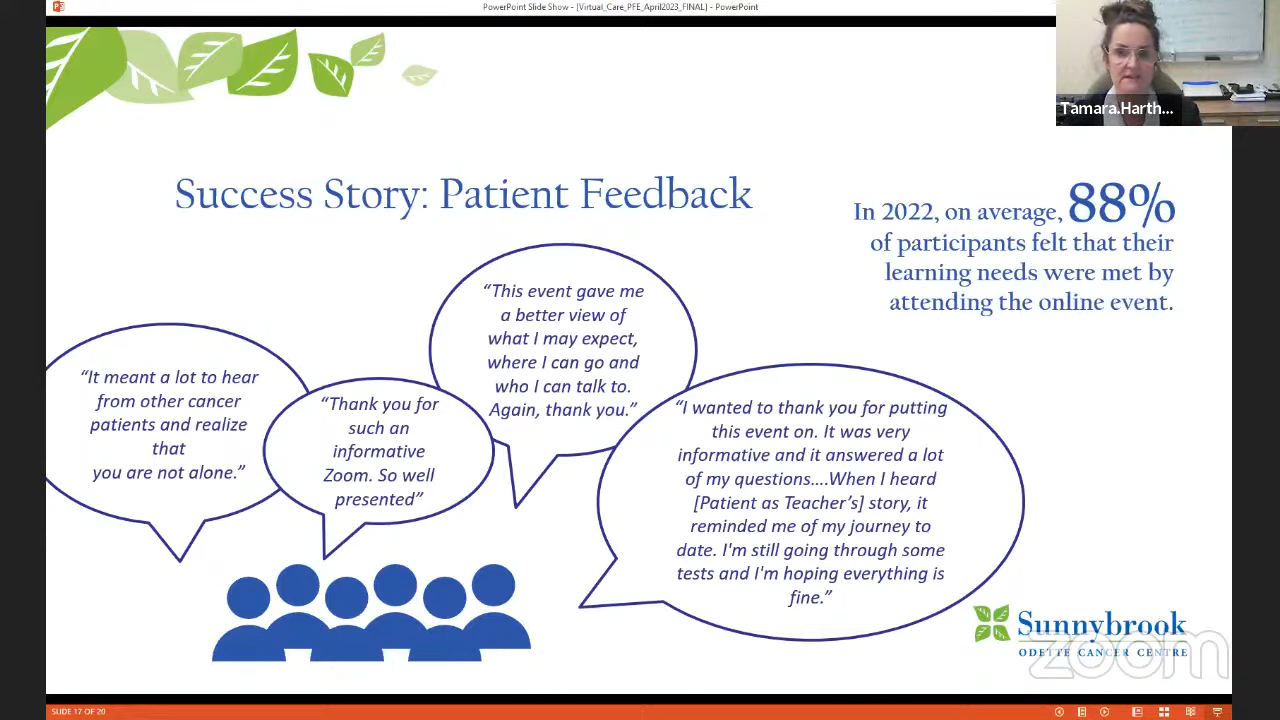 PowerPoint Slide Show - [Virtual_Care_PFE_April2023_FINAL] - PowerPoint
Tamara.Harth...
Success Story: Patient Feedback
In 2022, on average, 88%
of participants felt that their
learning needs were met by
attending the online event.
“It meant a lot to hear
from other cancer
patients and realize
that
you are not alone.”
“Thank you for
such an
informative
Zoom. So well
presented”
“This event gave me
a better view of
what I may expect,
where I can go and
who I can talk to.
Again, thank you.”
“I wanted to thank you for putting
this event on. It was very
informative and it answered a lot
of my questions....When I heard
[Patient as Teacher’s] story, it
reminded me of my journey to
date. I'm still going through some
tests and I'm hoping everything is
fine.”
Sunnybrook
ODETTE CANCER CENTRE
zoom
SLIDE 17 OF 20